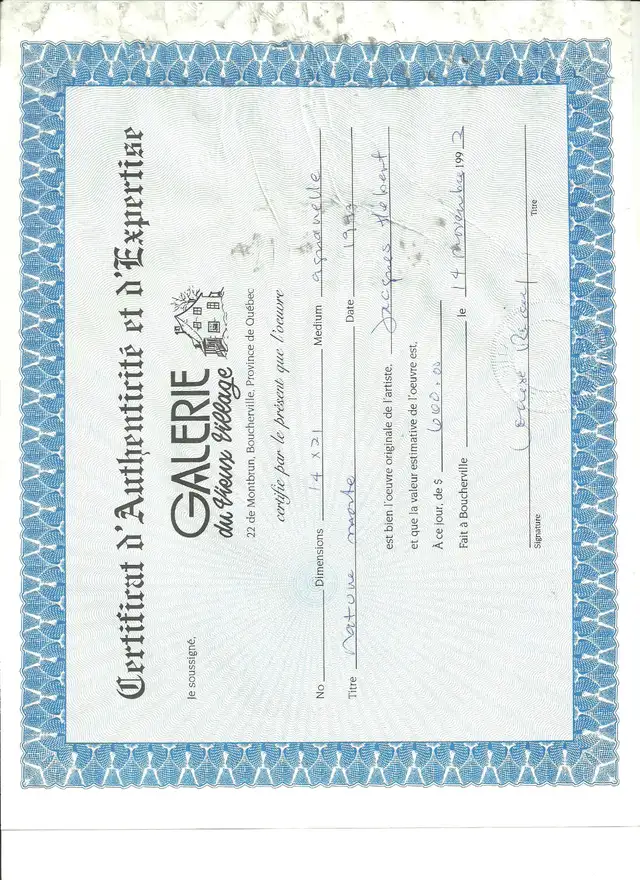 Certificat d'Authenticité et d'Expertise
Je soussigné,
GALERIE
du Vieux Village
22 de Montbrun, Boucherville, Province de Québec
certifie par le présent que l'oeuvre
No Dimensions 14 x 21 Medium aquarelle
Titre nature morte Date 1983
est bien l'oeuvre originale de l'artiste, Jacques Hébert
et que la valeur estimative de l'oeuvre est,
À ce jour, de $ 600.00
Fait à Boucherville le 14 novembre 1992
Signature Titre